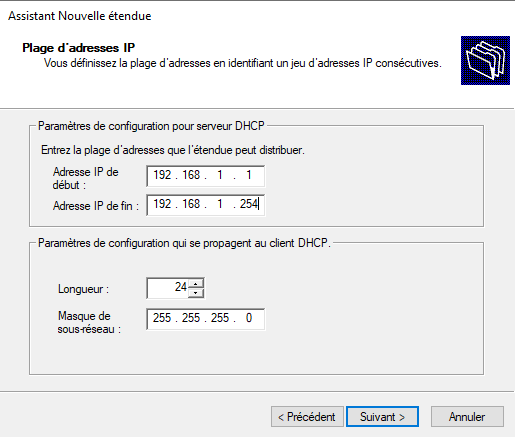 Assistant Nouvelle étendue
Plage d'adresses IP
Vous définissez la plage d'adresses en identifiant un jeu d'adresses IP consécutives.
Paramètres de configuration pour serveur DHCP
Entrez la plage d'adresses que l'étendue peut distribuer.
Adresse IP de
début :
192 . 168 . 1 . 1
Adresse IP de fin :
192 . 168 . 1 . 254
Paramètres de configuration qui se propagent au client DHCP.
Longueur :
24
Masque de
sous-réseau :
255 . 255 . 255 . 0
< Précédent
Suivant >
Annuler